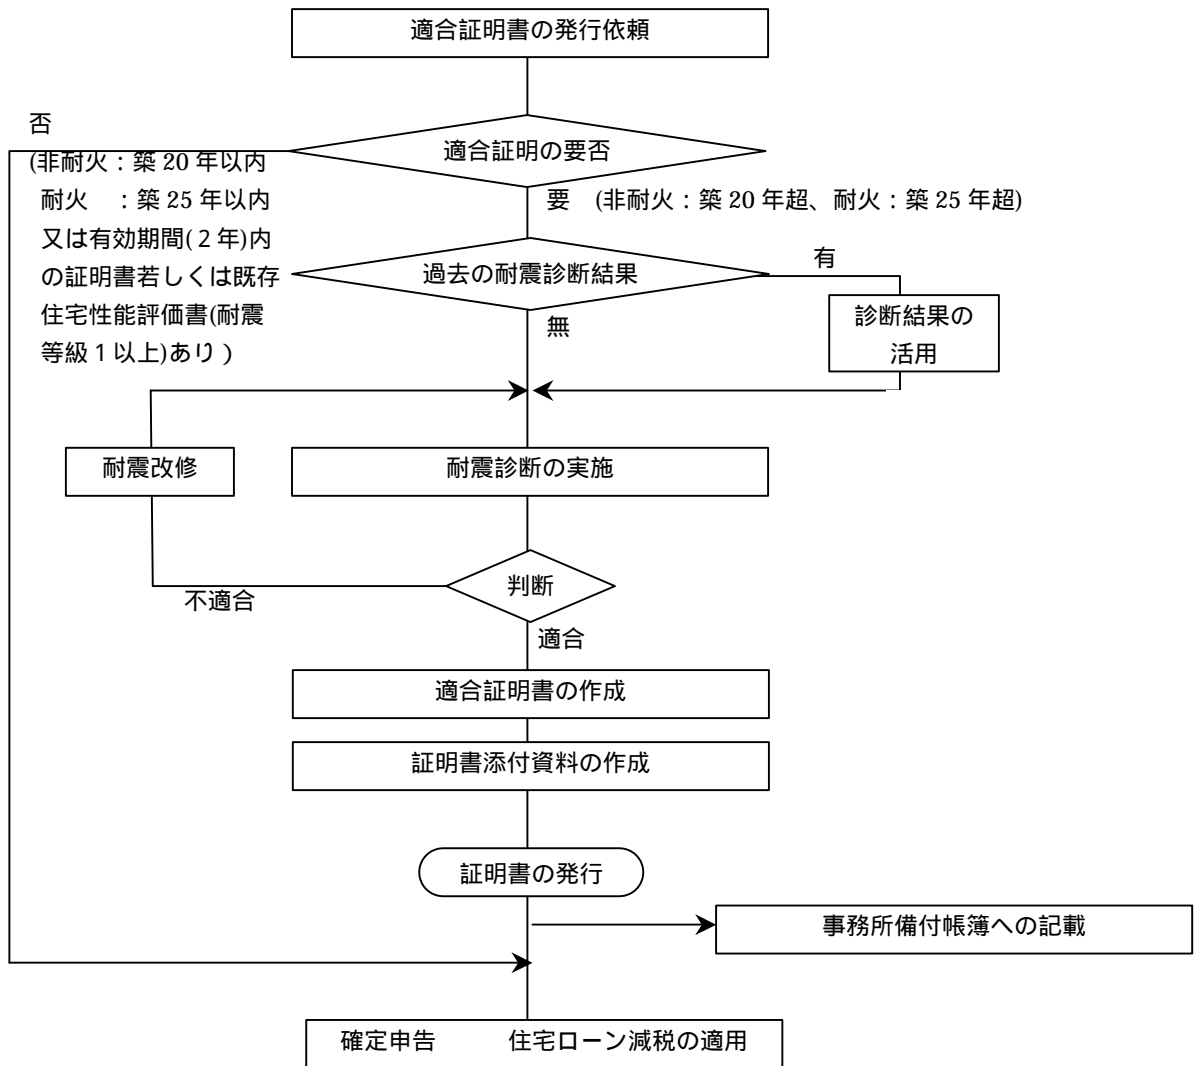 適合証明書の発行依頼
否
適合証明の要否
(非耐火：築 20 年以内
耐火　：築 25 年以内
又は有効期間(２年)内
の証明書若しくは既存
住宅性能評価書(耐震
等級１以上)あり）
要　(非耐火：築 20 年超、耐火：築 25 年超)
過去の耐震診断結果
有
無
診断結果の
活用
耐震改修
耐震診断の実施
判断
不適合
適合
適合証明書の作成
証明書添付資料の作成
証明書の発行
事務所備付帳簿への記載
確定申告　　　住宅ローン減税の適用